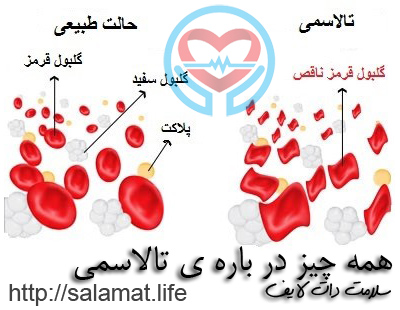 تالاسمی
حالت طبیعی
گلبول قرمز ناقص
گلبول سفید
گلبول قرمز
پلاکت
همه چیز در باره ی تالاسمی
سلامت دات لایف
http://salamat.life